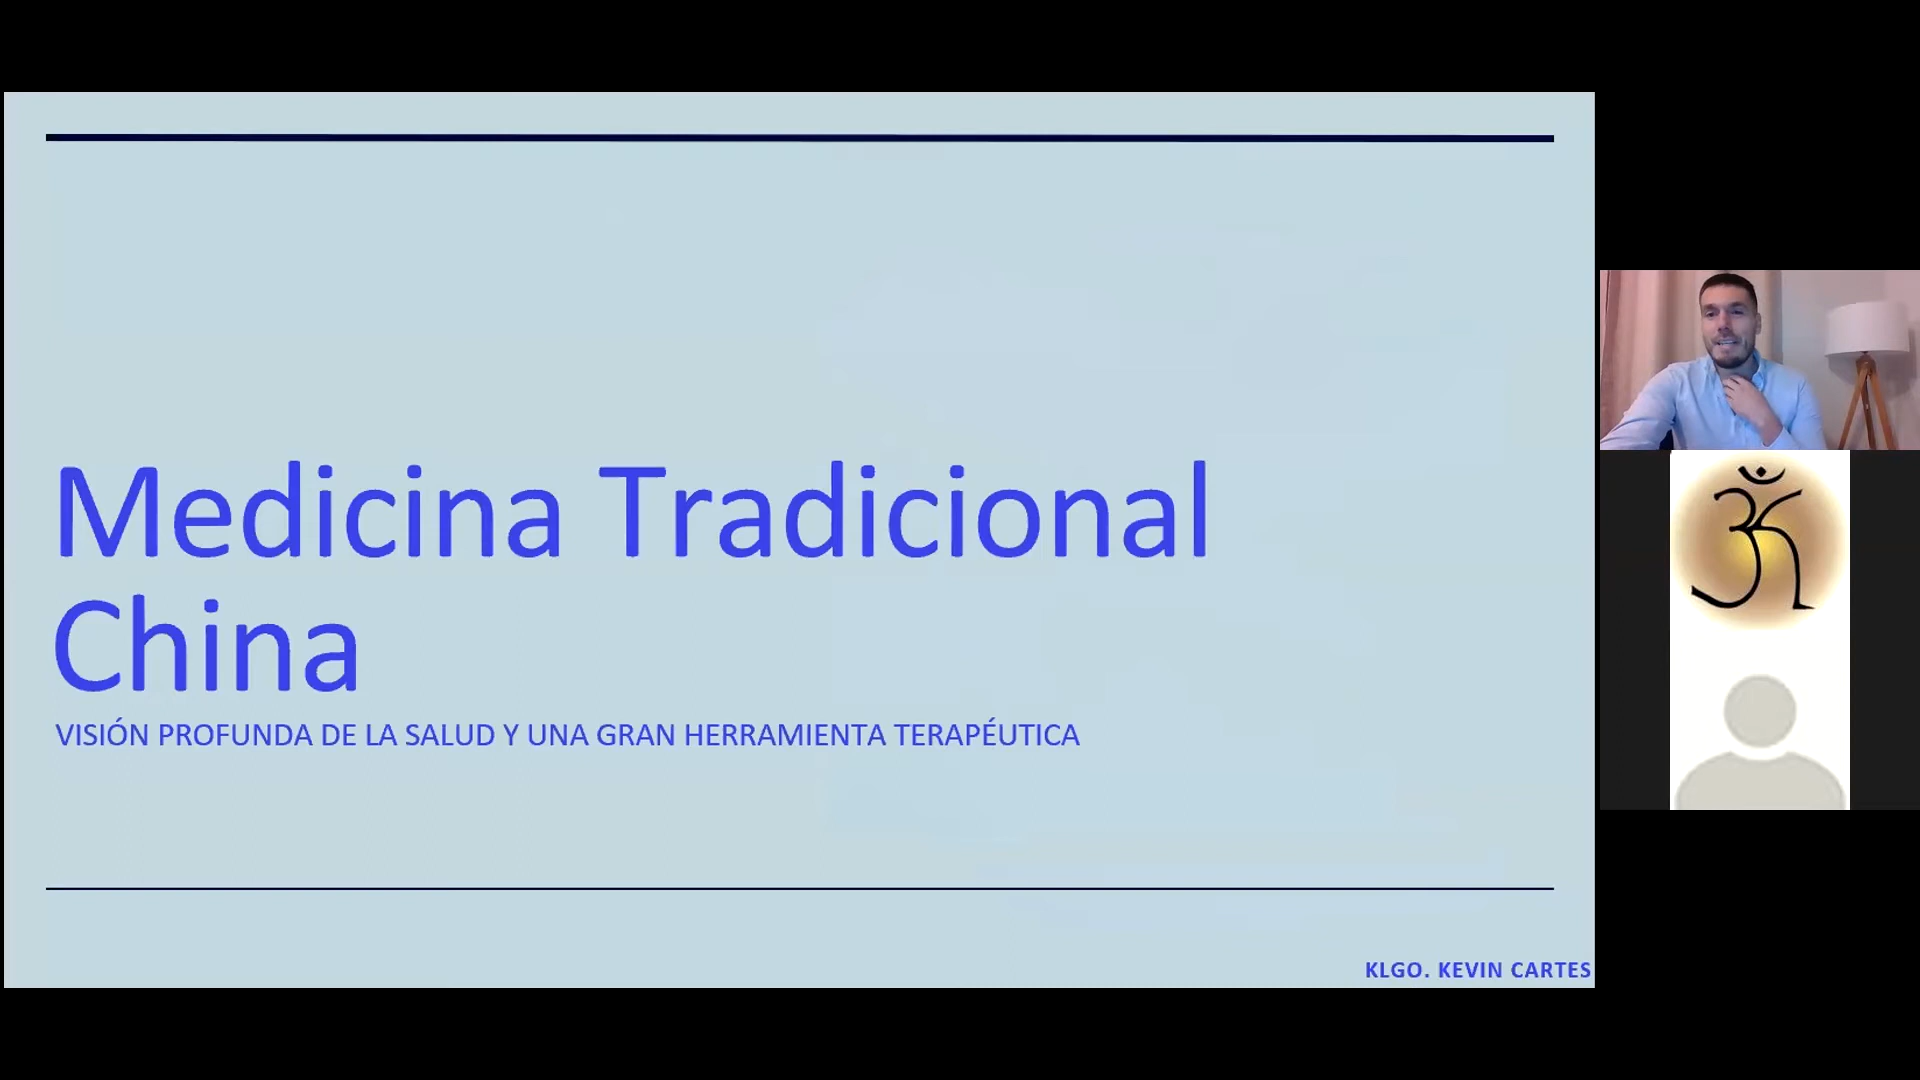 Medicina Tradicional
China
VISIÓN PROFUNDA DE LA SALUD Y UNA GRAN HERRAMIENTA TERAPÉUTICA
KLGO. KEVIN CARTES
ॐ